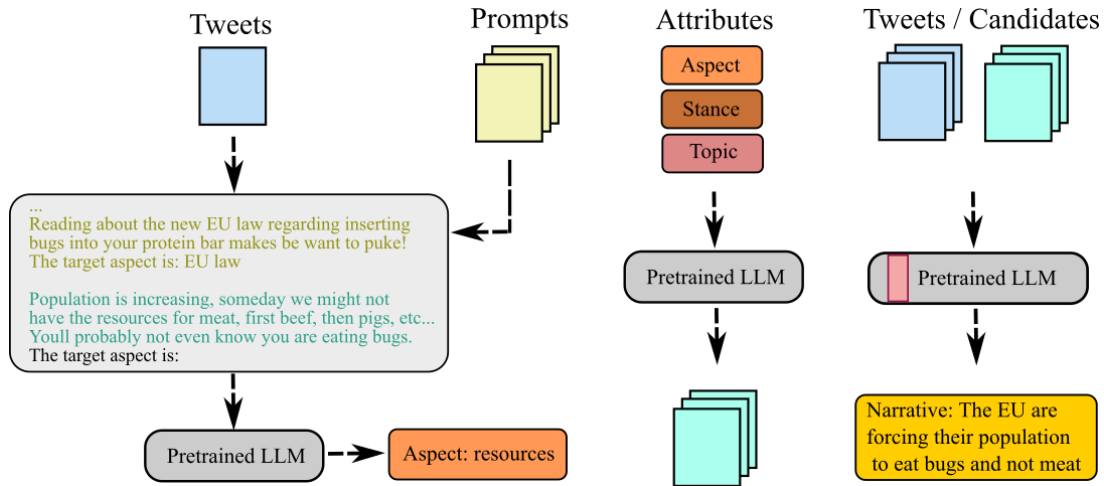 Tweets
Prompts
Attributes
Tweets / Candidates
Aspect
Stance
Topic
...
Reading about the new EU law regarding inserting
bugs into your protein bar makes be want to puke!
The target aspect is: EU law
Population is increasing, someday we might not
have the resources for meat, first beef, then pigs, etc...
Youll probably not even know you are eating bugs.
The target aspect is:
Pretrained LLM
Aspect: resources
Pretrained LLM
Pretrained LLM
Narrative: The EU are
forcing their population
to eat bugs and not meat